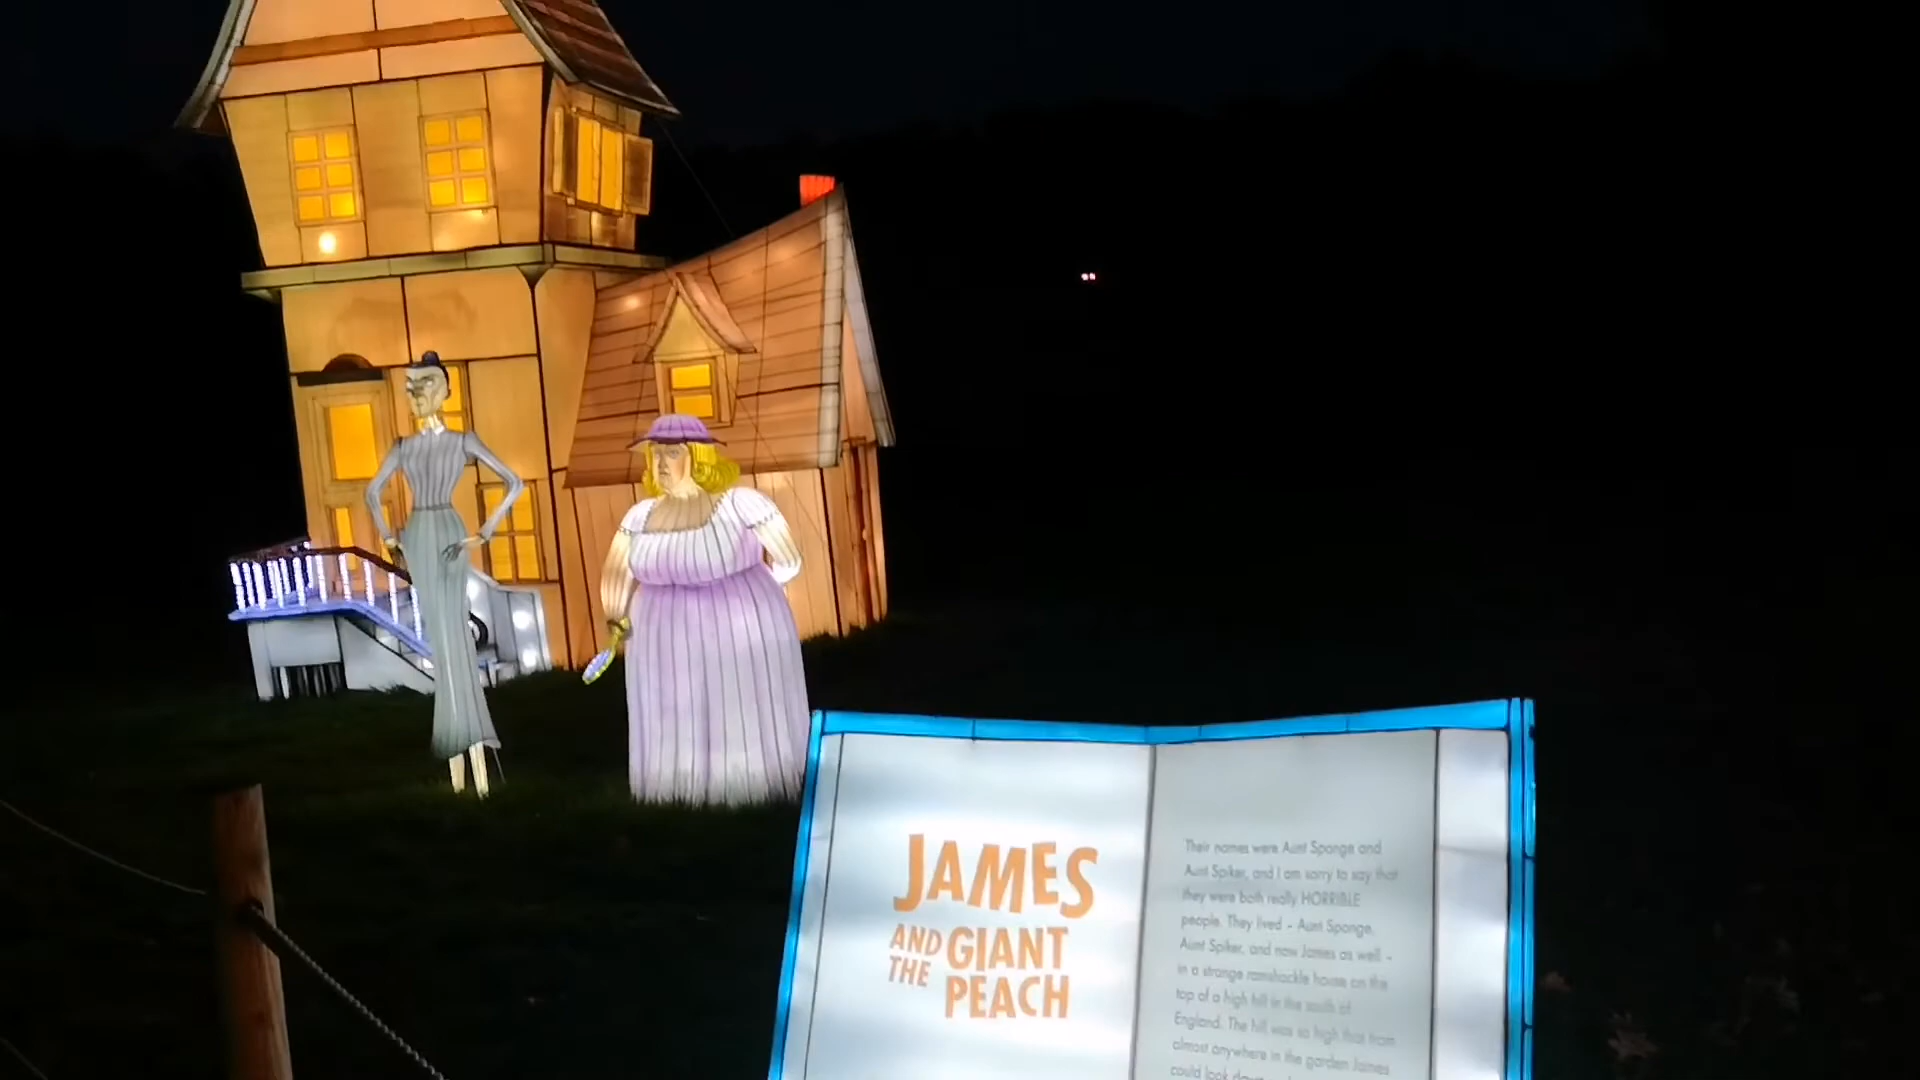 JAMES
AND THE GIANT
PEACH
Their names were Aunt Sponge and
Aunt Spiker, and I am sorry to say that
they were both really HORRIBLE
people. They lived – Aunt Sponge,
Aunt Spiker, and now James as well –
in a strange ramshackle house on the
top of a high hill in the south of
England. The hill was so high that from
almost anywhere in the garden James
could look